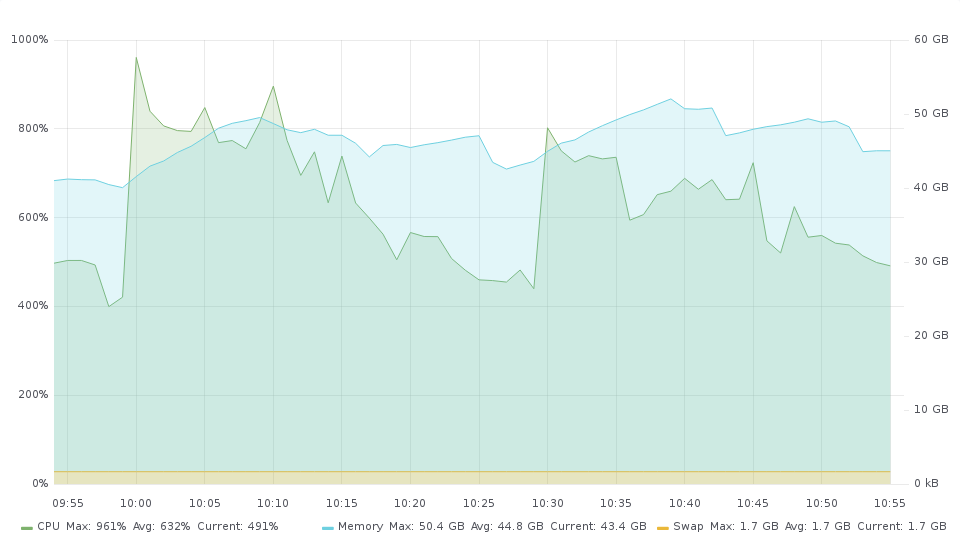 1000%
800%
600%
400%
200%
0%
60 GB
50 GB
40 GB
30 GB
20 GB
10 GB
0 kB
09:55 10:00 10:05 10:10 10:15 10:20 10:25 10:30 10:35 10:40 10:45 10:50 10:55
CPU Max: 961% Avg: 632% Current: 491% Memory Max: 50.4 GB Avg: 44.8 GB Current: 43.4 GB Swap Max: 1.7 GB Avg: 1.7 GB Current: 1.7 GB